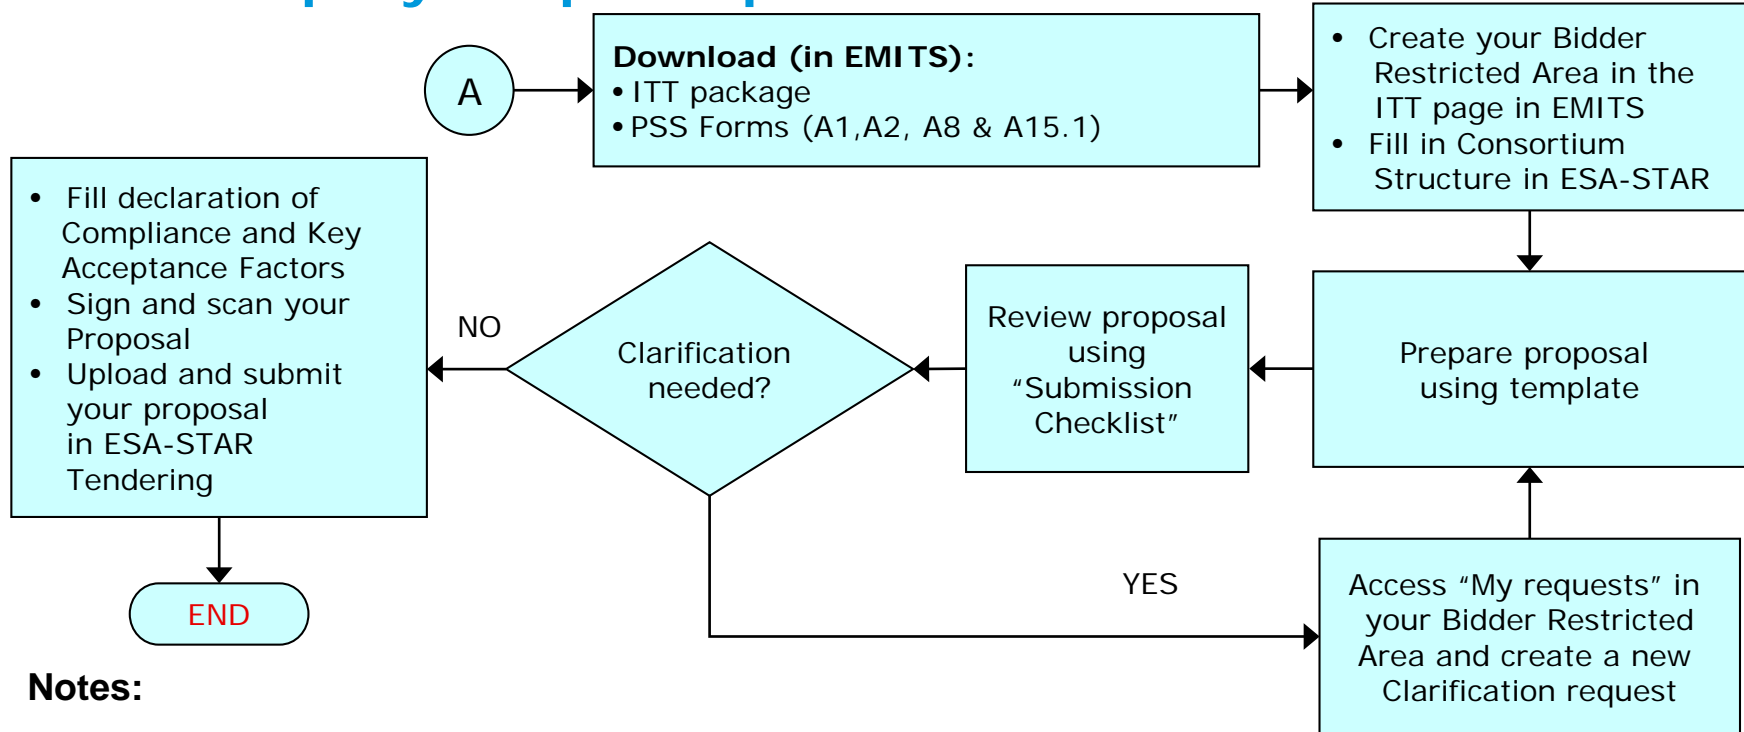 A
Download (in EMITS):
• ITT package
• PSS Forms (A1,A2, A8 & A15.1)
• Create your Bidder
Restricted Area in the
ITT page in EMITS
• Fill in Consortium
Structure in ESA-STAR
Prepare proposal
using template
Review proposal
using
“Submission
Checklist”
Clarification
needed?
NO
• Fill declaration of
Compliance and Key
Acceptance Factors
• Sign and scan your
Proposal
• Upload and submit
your proposal
in ESA-STAR
Tendering
END
YES
Access “My requests” in
your Bidder Restricted
Area and create a new
Clarification request
Notes: